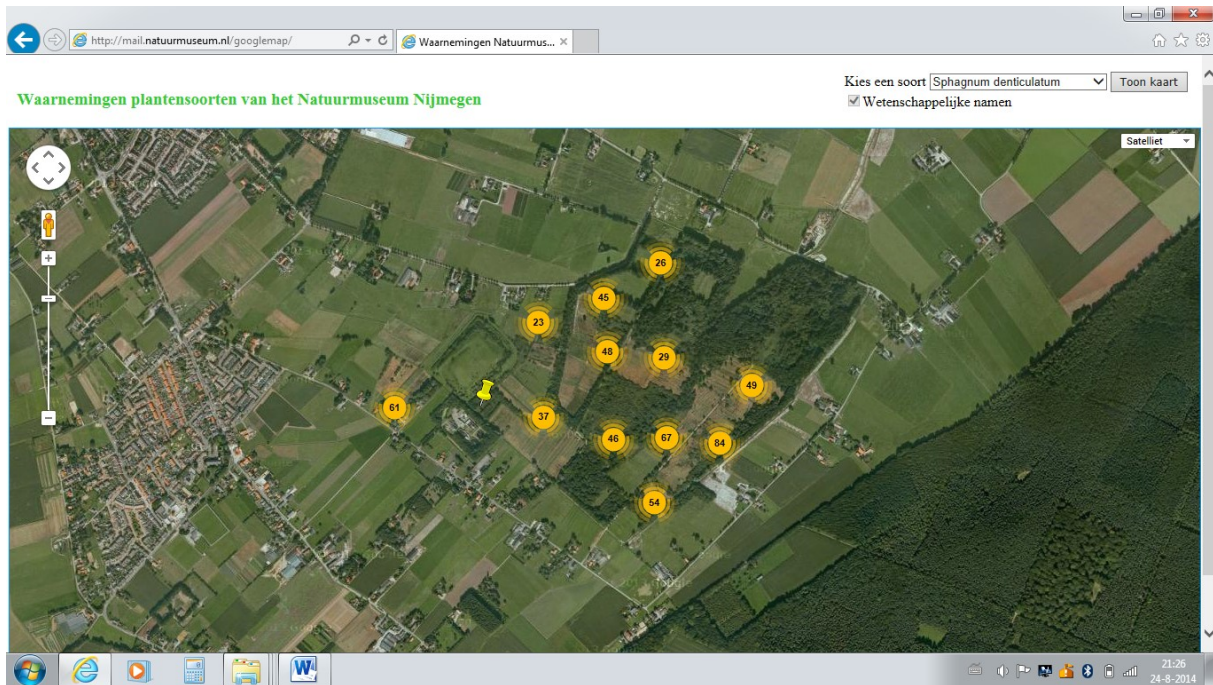 http://mail.natuurmuseum.nl/googlemap/
Waarnemingen Natuurmus...
Waarnemingen plantensoorten van het Natuurmuseum Nijmegen
Kies een soort Sphagnum denticulatum Toon kaart
Wetenschappelijke namen
Satelliet
26
45
23
48
29
49
61
37
46
67
84
54
21:26
24-8-2014